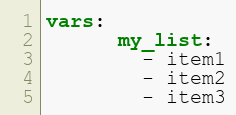 1 vars:
2       my_list:
3         - item1
4         - item2
5         - item3